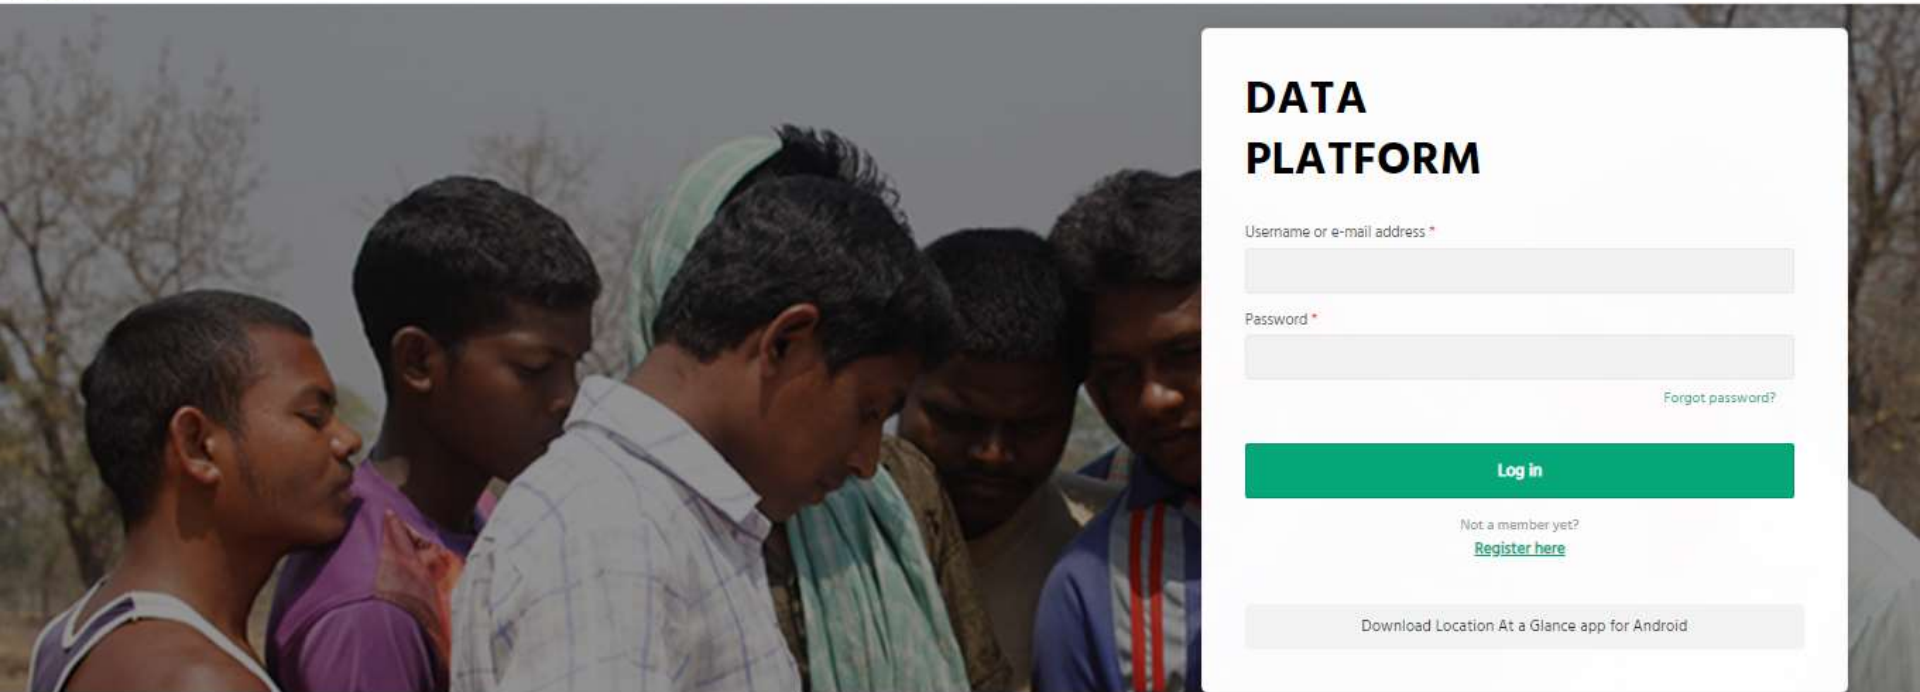 DATA
PLATFORM
Username or e-mail address *
Password *
Forgot password?
Log in
Not a member yet?
Register here
Download Location At a Glance app for Android